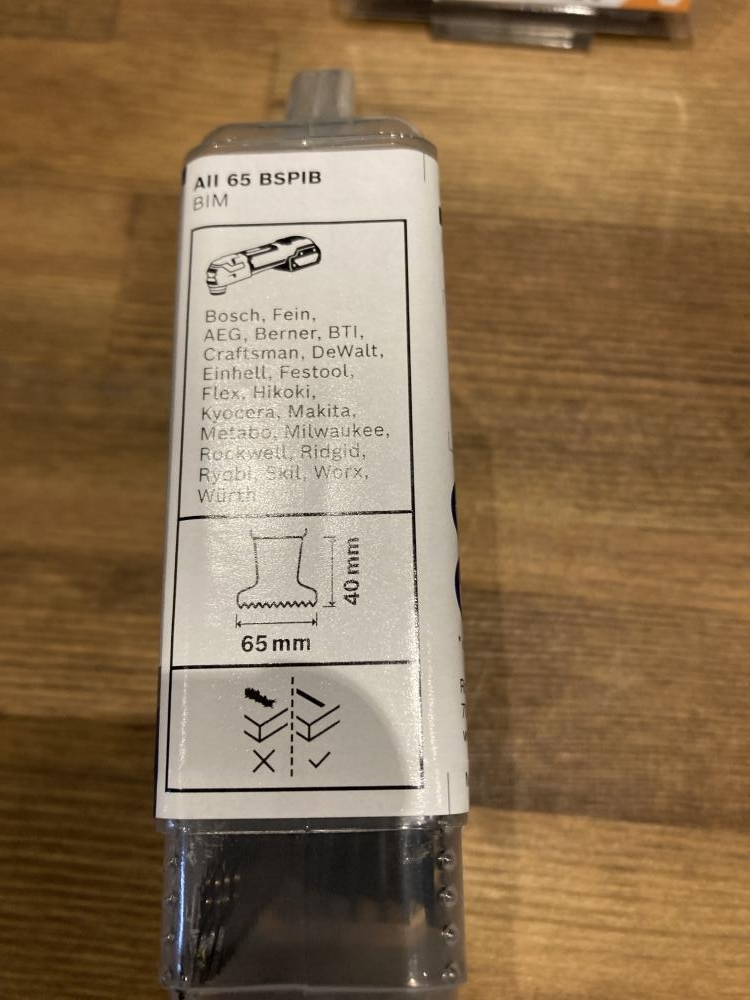 AII 65 BSPIB
BIM
Bosch, Fein,
AEG, Berner, BTI,
Craftsman, DeWalt,
Einhell, Festool,
Flex, Hikoki,
Kyocera, Makita,
Metabo, Milwaukee,
Rockwell, Ridgid,
Ryobi, Skil, Worx,
Würth
40 mm
65 mm